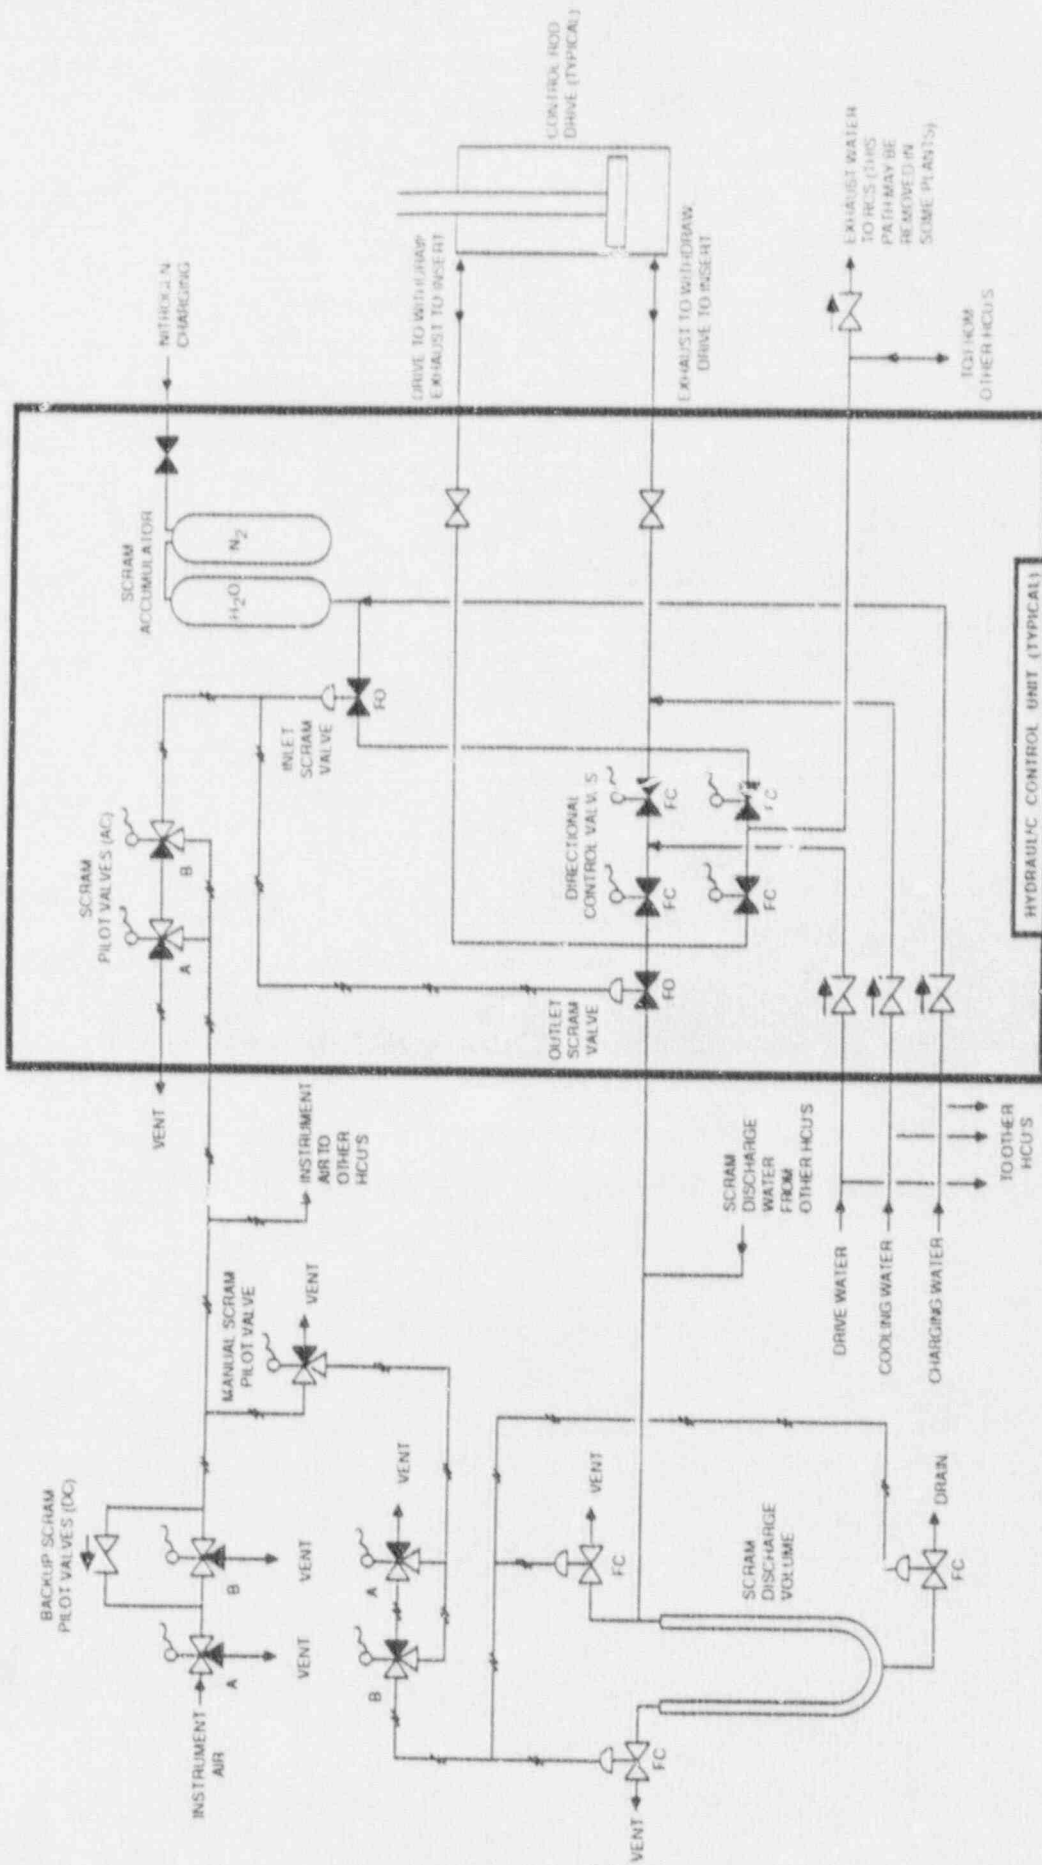 BACKUP SCRAM
PILOT VALVES (DC)
INSTRUMENT
AIR
A
VENT
B
VENT
MANUAL SCRAM
PILOT VALVE
VENT
B
A
VENT
INSTRUMENT
AIR TO
OTHER
HCU'S
VENT
SCRAM
PILOT VALVES (AC)
A
B
SCRAM
ACCUMULATOR
H2O
N2
NITROGEN
CHARGING
INLET
SCRAM
VALVE
FO
OUTLET
SCRAM
VALVE
FO
DIRECTIONAL
CONTROL VALV S
FC
FC
FC
FC
DRIVE TO WITHDRAW
EXHAUST TO INSERT
CONTROL ROD
DRIVE (TYPICAL)
EXHAUST TO WITHDRAW
DRIVE TO INSERT
EXHAUST WATER
TO RCS (THIS
PATH MAY BE
REMOVED IN
SOME PLANTS)
TO/FROM
OTHER HCU'S
VENT
FC
VENT
FC
SCRAM
DISCHARGE
VOLUME
DRAIN
FC
SCRAM
DISCHARGE
WATER
FROM
OTHER HCU'S
DRIVE WATER
COOLING WATER
CHARGING WATER
TO OTHER
HCU'S
HYDRAULIC CONTROL UNIT (TYPICAL)